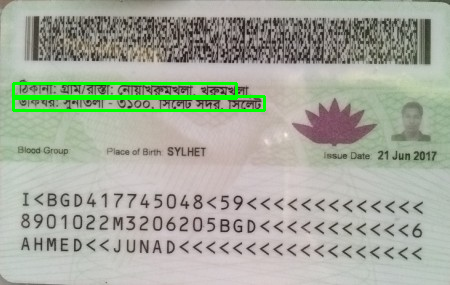 ঠিকানা: গ্রাম/রাস্তা: নোয়াখরুমখলা, খরুমখলা
ডাকঘর: সুনাতলা - ৩১০০, সিলেট সদর, সিলেট
Blood Group
Place of Birth: SYLHET
Issue Date: 21 Jun 2017
I<BGD417745048<59<<<<<<<<<<<<<
8901022M3206205BGD<<<<<<<<<<<6
AHMED<<JUNAD<<<<<<<<<<<<<<<<<<